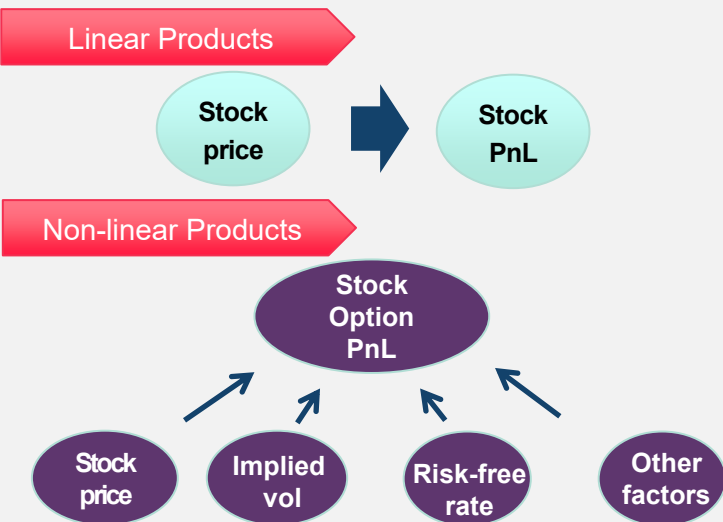 Linear Products
Stock
price
Stock
PnL
Non-linear Products
Stock
Option
PnL
Stock
price
Implied
vol
Risk-free
rate
Other
factors